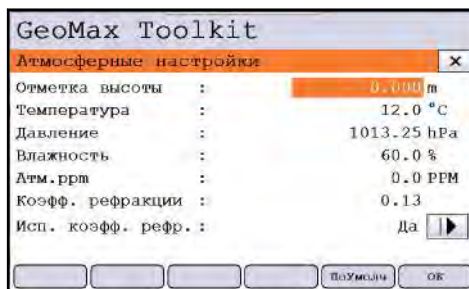 GeoMax Toolkit
Атмосферные настройки
Отметка высоты : 0.000 m
Температура : 12.0 °C
Давление : 1013.25 hPa
Влажность : 60.0 %
Атм.ppm : 0.0 PPM
Коэфф. рефракции : 0.13
Исп. коэфф. рефр. : Да
ПоУмолч OK